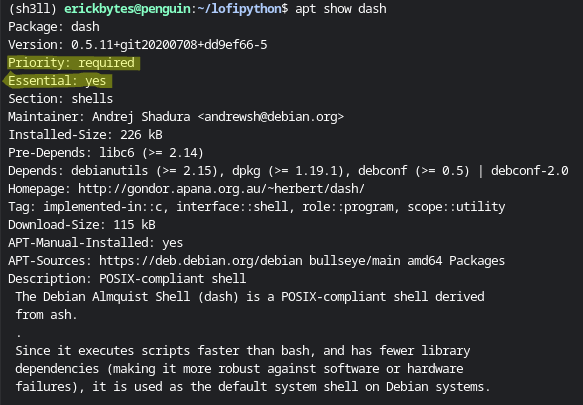 (sh3ll) erickbytes@penguin:~/lofipython$ apt show dash
Package: dash
Version: 0.5.11+git20200708+dd9ef66-5
Priority: required
Essential: yes
Section: shells
Maintainer: Andrej Shadura <andrewsh@debian.org>
Installed-Size: 226 kB
Pre-Depends: libc6 (>= 2.14)
Depends: debianutils (>= 2.15), dpkg (>= 1.19.1), debconf (>= 0.5) | debconf-2.0
Homepage: http://gondor.apana.org.au/~herbert/dash/
Tag: implemented-in::c, interface::shell, role::program, scope::utility
Download-Size: 115 kB
APT-Manual-Installed: yes
APT-Sources: https://deb.debian.org/debian bullseye/main amd64 Packages
Description: POSIX-compliant shell
 The Debian Almquist Shell (dash) is a POSIX-compliant shell derived
 from ash.
 .
 Since it executes scripts faster than bash, and has fewer library
 dependencies (making it more robust against software or hardware
 failures), it is used as the default system shell on Debian systems.